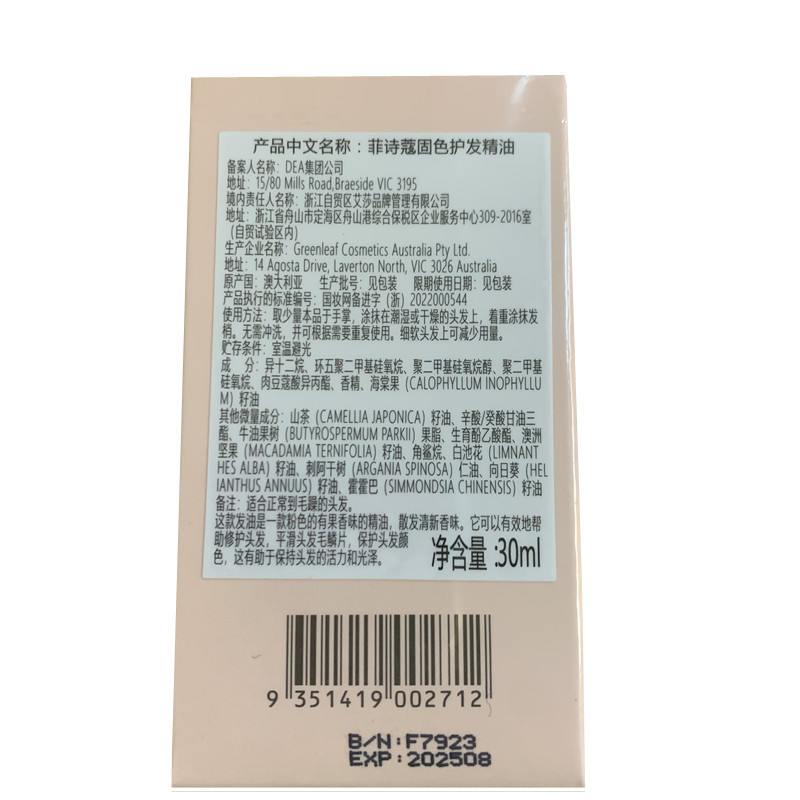 产品中文名称：菲诗蔻固色护发精油
备案人名称：DEA集团公司
地址：15/80 Mills Road,Braeside VIC 3195
境内责任人名称：浙江自贸区艾莎品牌管理有限公司
地址：浙江省舟山市定海区舟山港综合保税区企业服务中心309-2016室
（自贸试验区内）
生产企业名称：Greenleaf Cosmetics Australia Pty Ltd.
地址：14 Agosta Drive, Laverton North, VIC 3026 Australia
原产国：澳大利亚 生产批号：见包装 限期使用日期：见包装
产品执行的标准编号：国妆网备进字（浙）2022000544
使用方法：取少量本品于手掌，涂抹在潮湿或干燥的头发上，着重涂抹发
梢。无需冲洗，并可根据需要重复使用。细软头发上可减少用量。
贮存条件：室温避光
成 分：异十二烷、环五聚二甲基硅氧烷、聚二甲基硅氧烷醇、聚二甲基
硅氧烷、肉豆蔻酸异丙酯、香精、海棠果（CALOPHYLLUM INOPHYLLU
M）籽油
其他微量成分：山茶（CAMELLIA JAPONICA）籽油、辛酸/癸酸甘油三
酯、牛油果树（BUTYROSPERMUM PARKII）果脂、生育酚乙酸酯、澳洲
坚果（MACADAMIA TERNIFOLIA）籽油、角鲨烷、白池花（LIMNANT
HES ALBA）籽油、刺阿干树（ARGANIA SPINOSA）仁油、向日葵（HEL
IANTHUS ANNUUS）籽油、霍霍巴（SIMMONDSIA CHINENSIS）籽油
备注：适合正常到毛躁的头发。
这款发油是一款粉色的有果香味的精油，散发清新香味。它可以有效地帮
助修护头发，平滑头发毛鳞片，保护头发颜
色，这有助于保持头发的活力和光泽。
净含量:30ml
9 351419 002712
B/N:F7923
EXP:202508